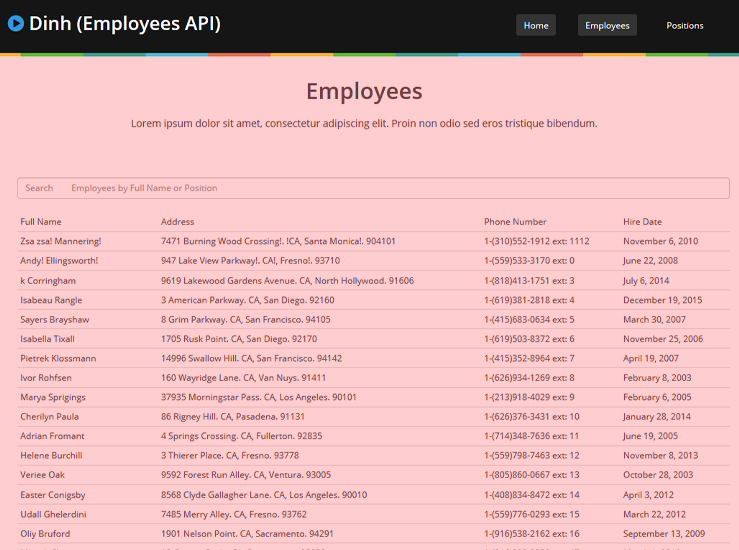 Dinh (Employees API) Home Employees Positions
Employees
Lorem ipsum dolor sit amet, consectetur adipiscing elit. Proin non odio sed eros tristique bibendum.
Search Employees by Full Name or Position
Full Name Address Phone Number Hire Date
Zsa zsa! Mannering! 7471 Burning Wood Crossing!. !CA, Santa Monica!. 904101 1-(310)552-1912 ext: 1112 November 6, 2010
Andy! Ellingsworth! 947 Lake View Parkway!. CA!, Fresno!. 93710 1-(559)533-3170 ext: 0 June 22, 2008
k Corringham 9619 Lakewood Gardens Avenue. CA, North Hollywood. 91606 1-(818)413-1751 ext: 3 July 6, 2014
Isabeau Rangle 3 American Parkway. CA, San Diego. 92160 1-(619)381-2818 ext: 4 December 19, 2015
Sayers Brayshaw 8 Grim Parkway. CA, San Francisco. 94105 1-(415)683-0634 ext: 5 March 30, 2007
Isabella Tixall 1705 Rusk Point. CA, San Diego. 92170 1-(619)503-8372 ext: 6 November 25, 2006
Pietrek Klossmann 14996 Swallow Hill. CA, San Francisco. 94142 1-(415)352-8964 ext: 7 April 19, 2007
Ivor Rohfsen 160 Wayridge Lane. CA, Van Nuys. 91411 1-(626)934-1269 ext: 8 February 8, 2003
Marya Sprigings 37935 Morningstar Pass. CA, Los Angeles. 90101 1-(213)918-4029 ext: 9 February 6, 2005
Cherilyn Paula 86 Rigney Hill. CA, Pasadena. 91131 1-(626)376-3431 ext: 10 January 28, 2014
Adrian Fromant 4 Springs Crossing. CA, Fullerton. 92835 1-(714)348-7636 ext: 11 June 19, 2005
Helene Burchill 3 Thierer Place. CA, Fresno. 93778 1-(559)798-7463 ext: 12 November 8, 2013
Veriee Oak 9592 Forest Run Alley. CA, Ventura. 93005 1-(805)860-0667 ext: 13 October 28, 2003
Easter Conigsby 8568 Clyde Gallagher Lane. CA, Los Angeles. 90010 1-(408)834-8472 ext: 14 April 3, 2012
Udall Ghelerdini 7485 Merry Alley. CA, Fresno. 93762 1-(559)776-0293 ext: 15 March 22, 2012
Oliy Bruford 1901 Nelson Point. CA, Sacramento. 94291 1-(916)538-2162 ext: 16 September 13, 2009